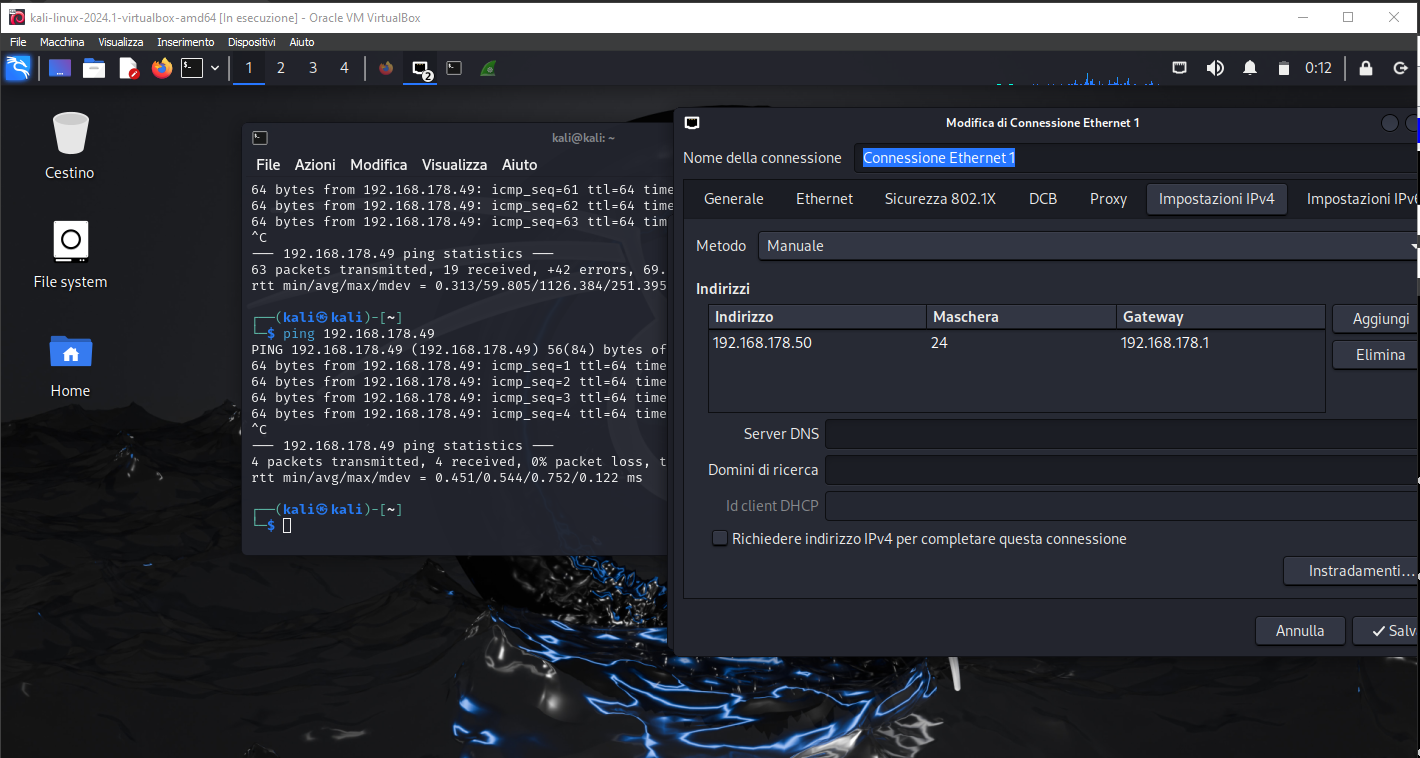 kali-linux-2024.1-virtualbox-amd64 [In esecuzione] - Oracle VM VirtualBox
File Macchina Visualizza Inserimento Dispositivi Aiuto
1 2 3 4 2 0:12
Cestino
File system
Home
kali@kali: ~
File Azioni Modifica Visualizza Aiuto
64 bytes from 192.168.178.49: icmp_seq=61 ttl=64 time
64 bytes from 192.168.178.49: icmp_seq=62 ttl=64 time
64 bytes from 192.168.178.49: icmp_seq=63 ttl=64 tim
^C
--- 192.168.178.49 ping statistics ---
63 packets transmitted, 19 received, +42 errors, 69.
rtt min/avg/max/mdev = 0.313/59.805/1126.384/251.395
┌──(kali㉿kali)-[~]
└─$ ping 192.168.178.49
PING 192.168.178.49 (192.168.178.49) 56(84) bytes of
64 bytes from 192.168.178.49: icmp_seq=1 ttl=64 time
64 bytes from 192.168.178.49: icmp_seq=2 ttl=64 time
64 bytes from 192.168.178.49: icmp_seq=3 ttl=64 time
64 bytes from 192.168.178.49: icmp_seq=4 ttl=64 time
^C
--- 192.168.178.49 ping statistics ---
4 packets transmitted, 4 received, 0% packet loss, t
rtt min/avg/max/mdev = 0.451/0.544/0.752/0.122 ms
┌──(kali㉿kali)-[~]
└─$
Modifica di Connessione Ethernet 1
Nome della connessione Connessione Ethernet 1
Generale Ethernet Sicurezza 802.1X DCB Proxy Impostazioni IPv4 Impostazioni IPv6
Metodo Manuale
Indirizzi
Indirizzo Maschera Gateway
192.168.178.50 24 192.168.178.1
Aggiungi
Elimina
Server DNS
Domini di ricerca
Id client DHCP
Richiedere indirizzo IPv4 per completare questa connessione
Instradamenti…
Annulla Salv